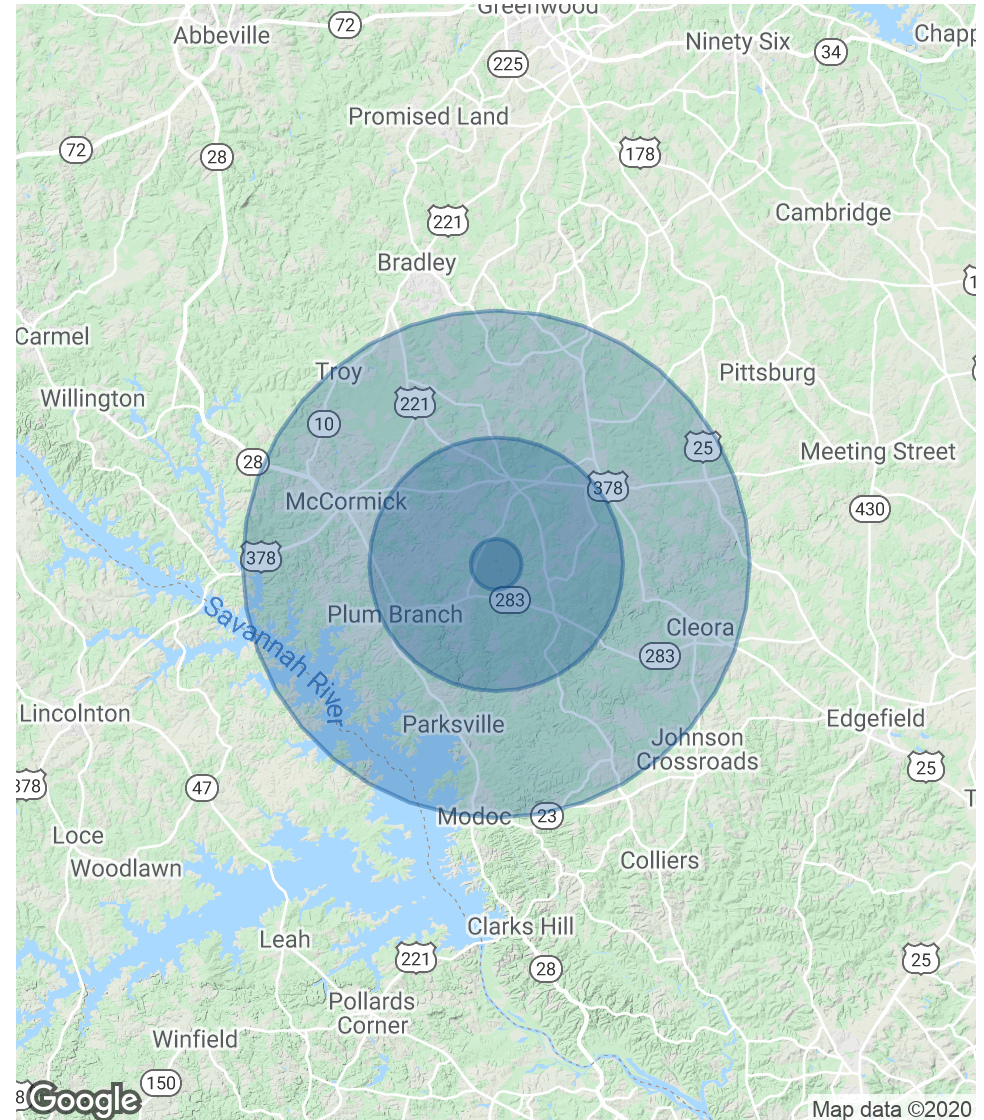 Greenwood
72
Abbeville
Ninety Six
34
Chapp
225
Promised Land
72
28
178
221
Cambridge
Bradley
1
Carmel
Troy
Pittsburg
Willington
221
10
25
Meeting Street
28
378
McCormick
430
378
283
Savannah River
Plum Branch
Cleora
283
Lincolnton
Parksville
Edgefield
Johnson
Crossroads
25
378
47
T
Modoc
23
Loce
Woodlawn
Colliers
Clarks Hill
Leah
221
28
25
Pollards
Corner
Winfield
150
8
Google
Map data ©2020